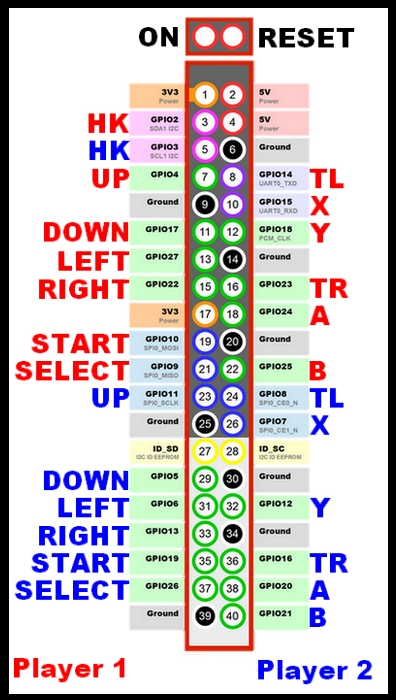 ON RESET
3V3 Power 1 2 5V Power
HK GPIO2 SDA1 I2C 3 4 5V Power
HK GPIO3 SCL1 I2C 5 6 Ground
UP GPIO4 7 8 GPIO14 UART0_TXD TL
Ground 9 10 GPIO15 UART0_RXD X
DOWN GPIO17 11 12 GPIO18 PCM_CLK Y
LEFT GPIO27 13 14 Ground
RIGHT GPIO22 15 16 GPIO23 TR
3V3 Power 17 18 GPIO24 A
START GPIO10 SPI0_MOSI 19 20 Ground
SELECT GPIO9 SPI0_MISO 21 22 GPIO25 B
UP GPIO11 SPI0_SCLK 23 24 GPIO8 SPI0_CE0_N TL
Ground 25 26 GPIO7 SPI0_CE1_N X
ID_SD I2C ID EEPROM 27 28 ID_SC I2C ID EEPROM
DOWN GPIO5 29 30 Ground
LEFT GPIO6 31 32 GPIO12 Y
RIGHT GPIO13 33 34 Ground
START GPIO19 35 36 GPIO16 TR
SELECT GPIO26 37 38 GPIO20 A
Ground 39 40 GPIO21 B
Player 1 Player 2